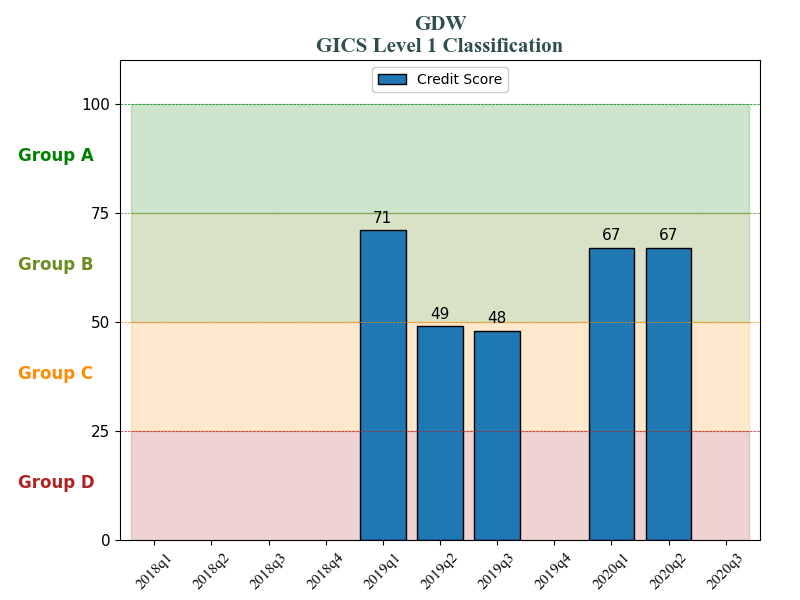 GDW
GICS Level 1 Classification
Credit Score
100
Group A
75
71
67
67
Group B
50
49
48
Group C
25
Group D
0
2018q1
2018q2
2018q3
2018q4
2019q1
2019q2
2019q3
2019q4
2020q1
2020q2
2020q3